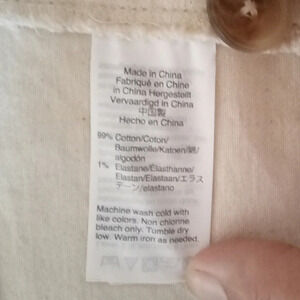 Made in China
Fabriqué en Chine
in China Hergestellt
Vervaardigd in China
中国製
Hecho en China
99% Cotton/Coton/
Baumwolle/Katoen/綿/
algodón
1% Elastane/Élasthanne/
Elastan/Elastaan/エラス
テーン/elastano
Machine wash cold with
like colors. Non chlorine
bleach only. Tumble dry
low. Warm iron as needed.